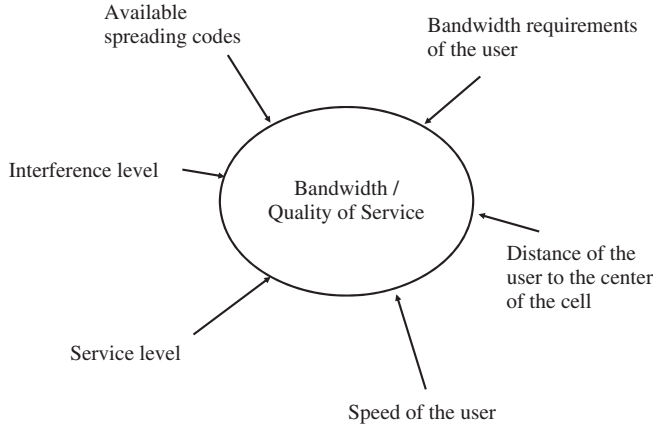 Available
spreading codes
Bandwidth requirements
of the user
Interference level
Bandwidth /
Quality of Service
Distance of the
user to the center
of the cell
Service level
Speed of the user